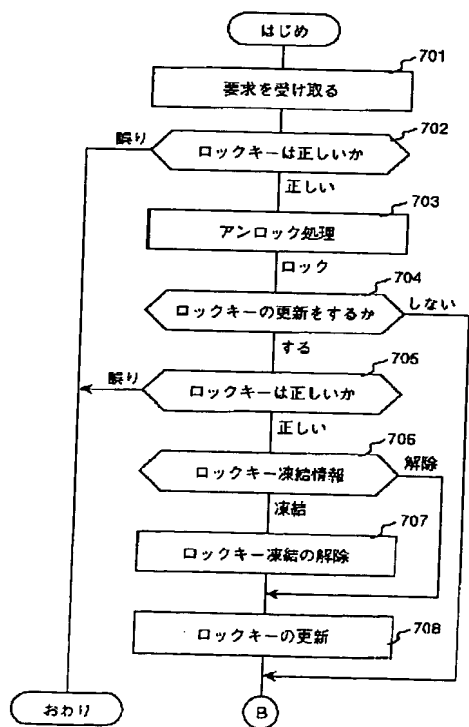 はじめ
701
要求を受け取る
702
誤り
ロックキーは正しいか
正しい
703
アンロック処理
ロック
704
しない
ロックキーの更新をするか
する
705
誤り
ロックキーは正しいか
正しい
706
解除
ロックキー凍結情報
凍結
707
ロックキー凍結の解除
ロックキーの更新
708
おわり
B